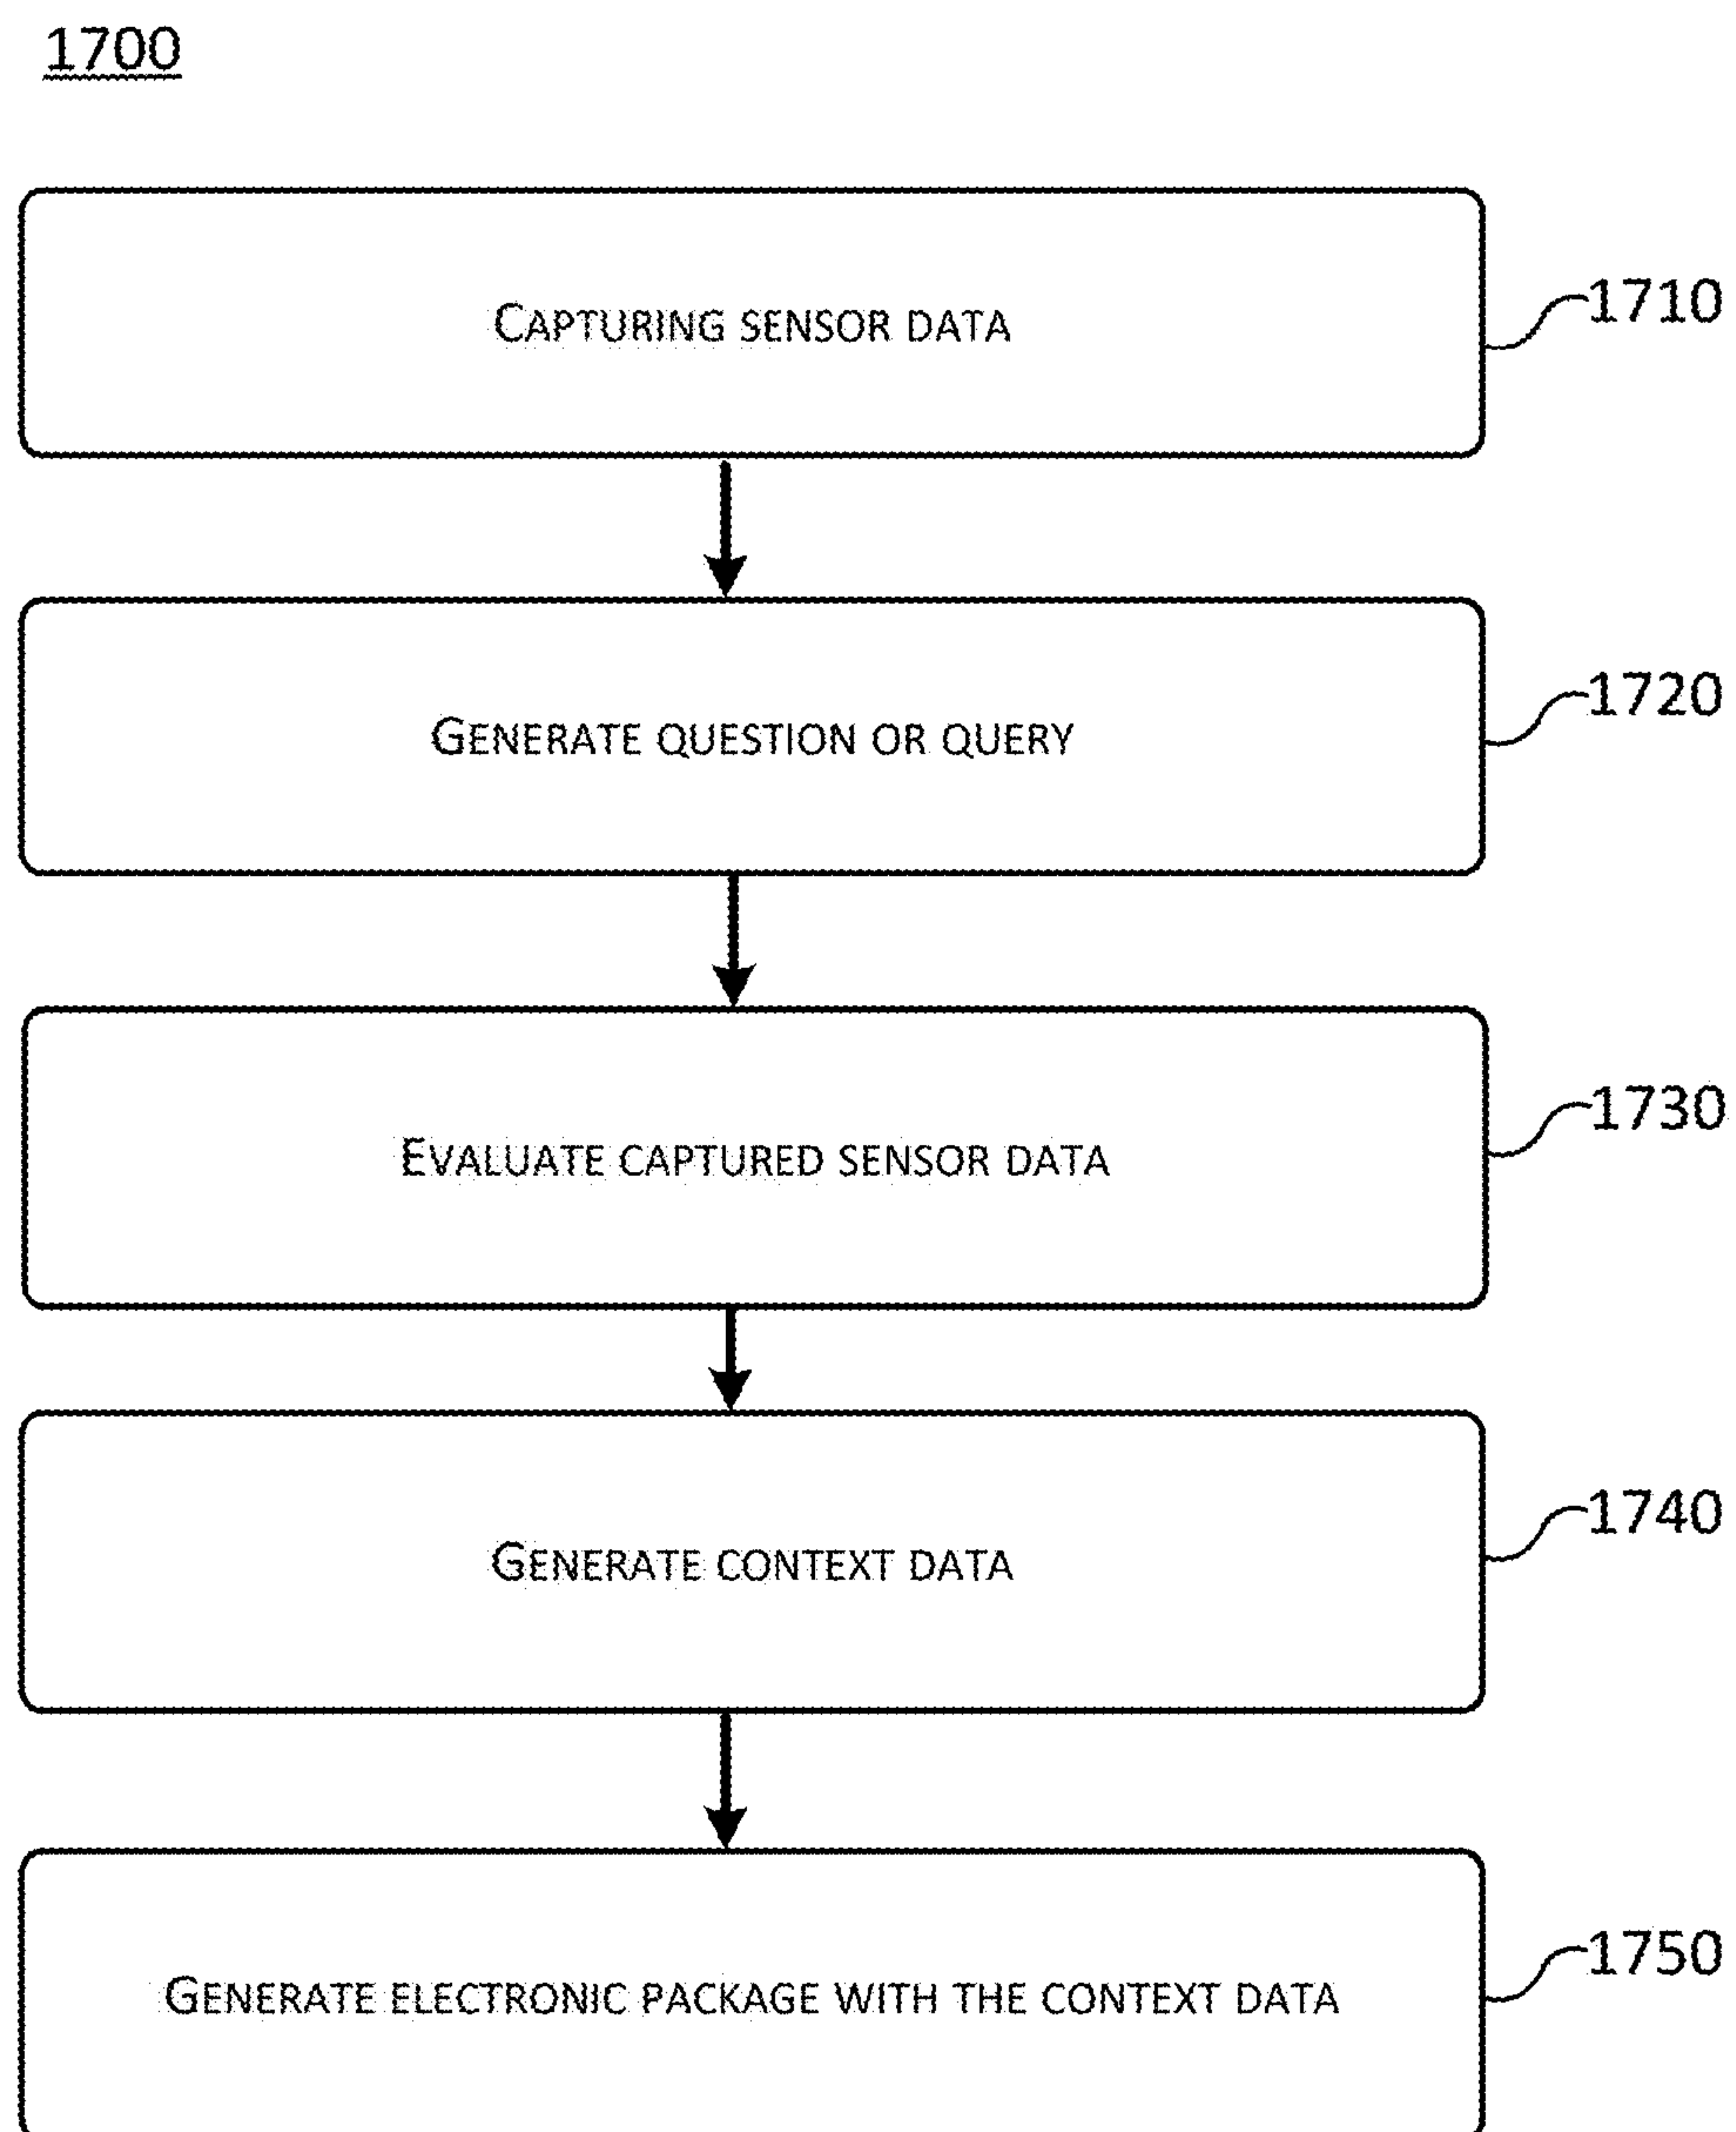 1700
CAPTURING SENSOR DATA
1710
GENERATE QUESTION OR QUERY
1720
EVALUATE CAPTURED SENSOR DATA
1730
GENERATE CONTEXT DATA
1740
GENERATE ELECTRONIC PACKAGE WITH THE CONTEXT DATA
1750